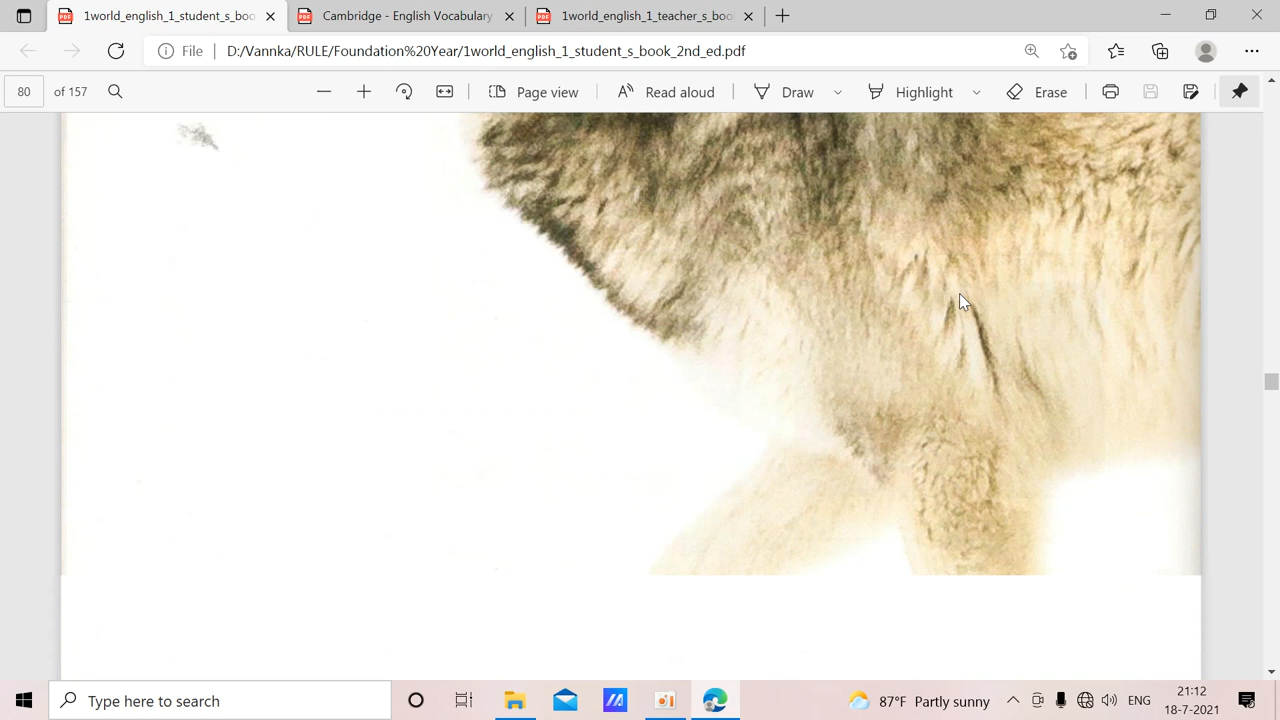 1world_english_1_student_s_boo
Cambridge - English Vocabulary
1world_english_1_teacher_s_boo
File
D:/Vannka/RULE/Foundation%20Year/1world_english_1_student_s_book_2nd_ed.pdf
80 of 157
Page view
Read aloud
Draw
Highlight
Erase
Type here to search
87°F Partly sunny
ENG
21:12
18-7-2021